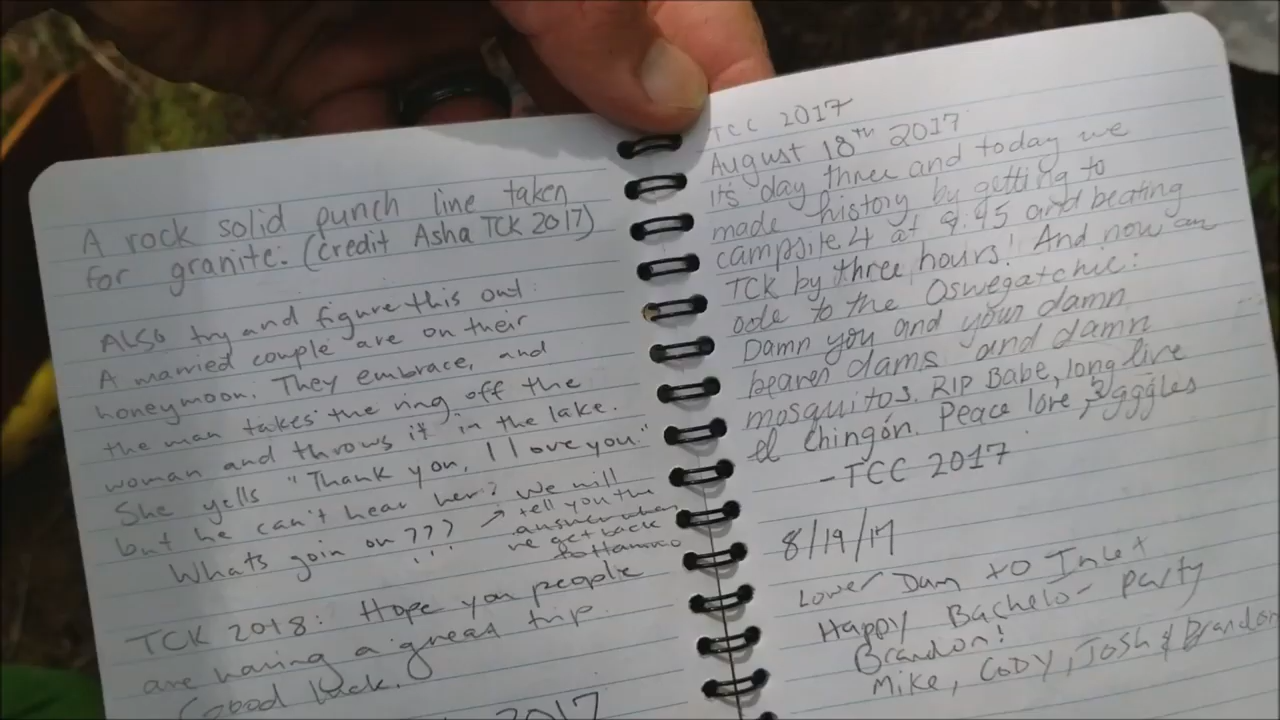 A rock solid punch line taken
for granite. (credit Asha TCK 2017)
ALSO try and figure this out:
A married couple are on their
honeymoon. They embrace, and
the man takes the ring off the
woman and throws it in the lake.
She yells "Thank you, I love you."
but he can't hear her? We will
Whats goin on??? → tell you the
!!! answer when
we get back
to
TCK 2018: Hope you people
are having a great trip.
Good luck.
2017
TCC 2017
August 18TH 2017
it's day three and today we
made history by getting to
campsite 4 at 9:45 and beating
TCK by three hours! And now an
ode to the Oswegatchie:
Damn you and your damn
beaver dams and damn
mosquitos. RIP Babe, long live
el Chingón. Peace love, &
-TCC 2017
8/19/17
Lower Dam to Inlet
Happy Bachelor party
Brandon!
Mike, Cody, Josh & Brandon